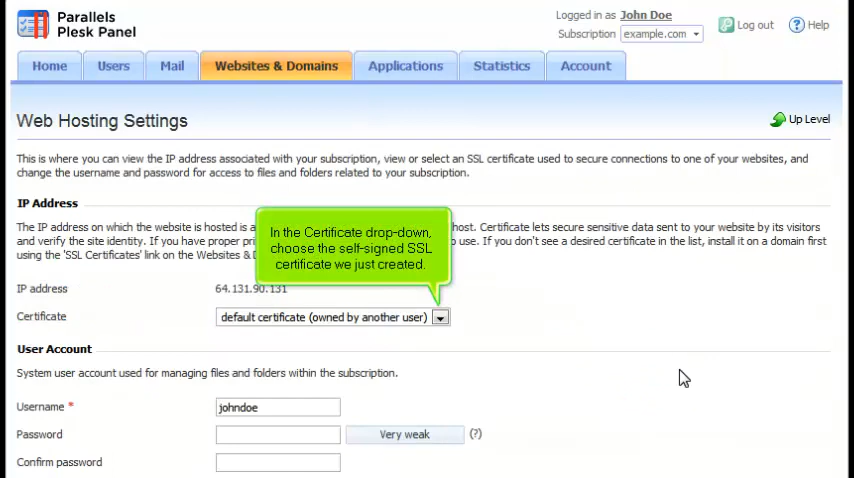 Parallels
Plesk Panel
Logged in as John Doe
Subscription example.com
Log out
Help
Home
Users
Mail
Websites & Domains
Applications
Statistics
Account
Web Hosting Settings
Up Level
This is where you can view the IP address associated with your subscription, view or select an SSL certificate used to secure connections to one of your websites, and
change the username and password for access to files and folders related to your subscription.
IP Address
The IP address on which the website is hosted is a
host. Certificate lets secure sensitive data sent to your website by its visitors
and verify the site identity. If you have proper pri
to use. If you don't see a desired certificate in the list, install it on a domain first
using the 'SSL Certificates' link on the Websites &
In the Certificate drop-down,
choose the self-signed SSL
certificate we just created.
IP address 64.131.90.131
Certificate default certificate (owned by another user)
User Account
System user account used for managing files and folders within the subscription.
Username * johndoe
Password Very weak (?)
Confirm password